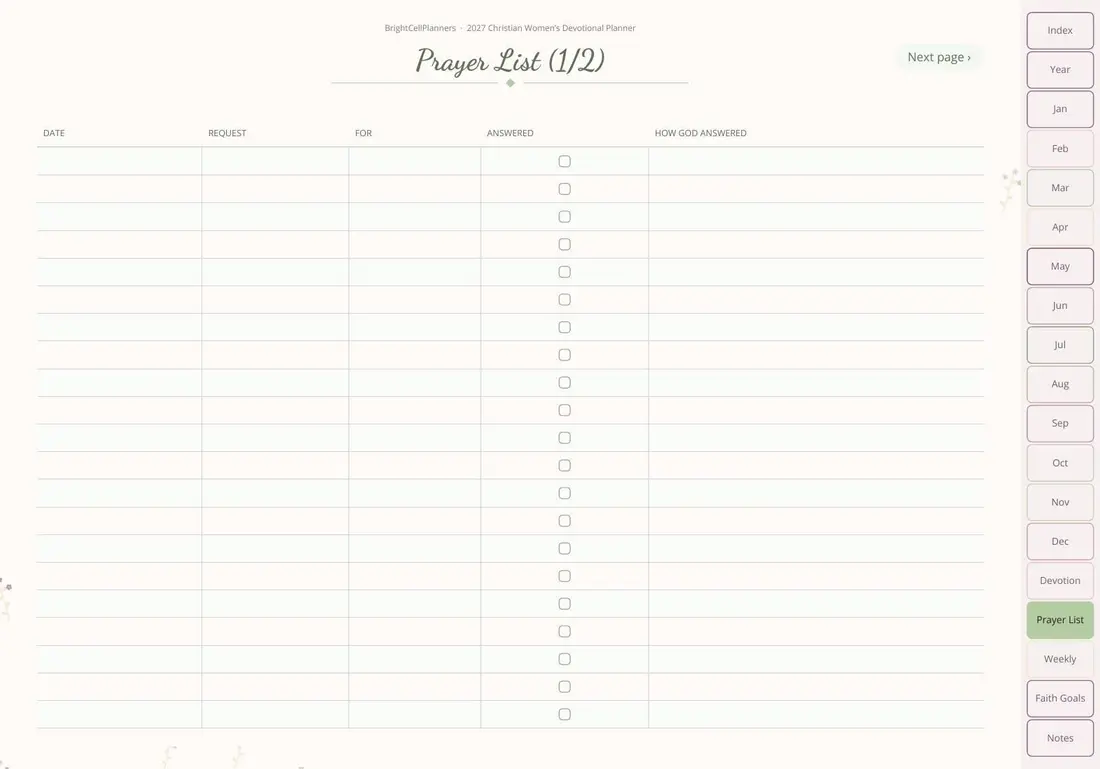 BrightCellPlanners · 2027 Christian Women's Devotional Planner
Prayer List (1/2)
Next page ›
DATE REQUEST FOR ANSWERED HOW GOD ANSWERED
Index
Year
Jan
Feb
Mar
Apr
May
Jun
Jul
Aug
Sep
Oct
Nov
Dec
Devotion
Prayer List
Weekly
Faith Goals
Notes